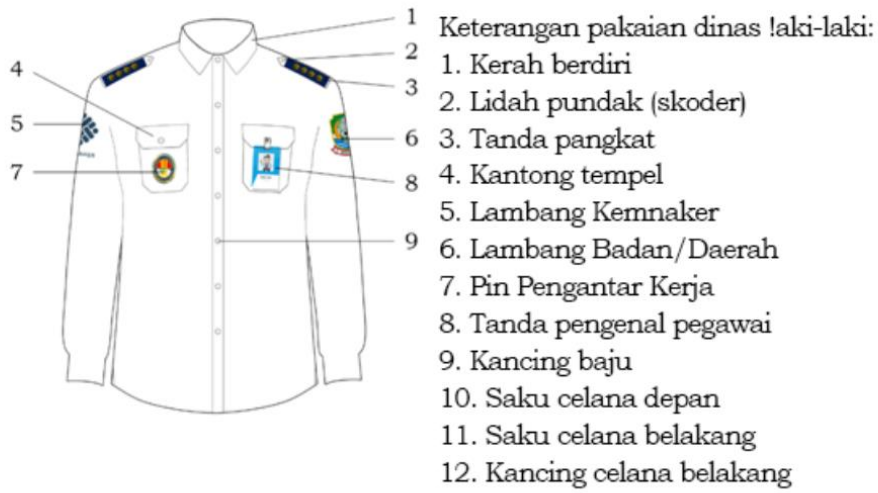 1
2
3
4
5
6
7
8
9
Keterangan pakaian dinas !aki-laki:
1. Kerah berdiri
2. Lidah pundak (skoder)
3. Tanda pangkat
4. Kantong tempel
5. Lambang Kemnaker
6. Lambang Badan/Daerah
7. Pin Pengantar Kerja
8. Tanda pengenal pegawai
9. Kancing baju
10. Saku celana depan
11. Saku celana belakang
12. Kancing celana belakang